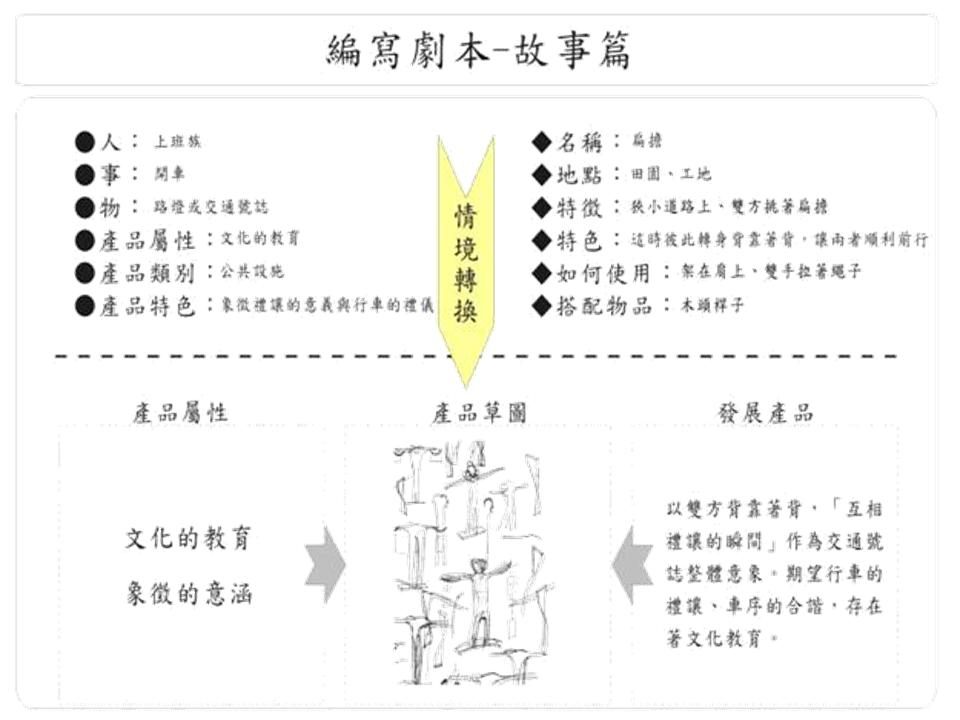 編寫劇本-故事篇
●人：上班族
●事：開車
●物：路燈或交通號誌
●產品屬性：文化的教育
●產品類別：公共設施
●產品特色：象徵禮讓的意義與行車的禮儀
情境轉換
◆名稱：扁擔
◆地點：田園、工地
◆特徵：狹小道路上、雙方挑著扁擔
◆特色：這時彼此轉身背靠著背，讓兩者順利前行
◆如何使用：架在肩上、雙手拉著繩子
◆搭配物品：木頭桿子
產品屬性
文化的教育
象徵的意涵
產品草圖
發展產品
以雙方背靠著背，「互相
禮讓的瞬間」作為交通號
誌整體意象。期望行車的
禮讓、車序的合諧，存在
著文化教育。